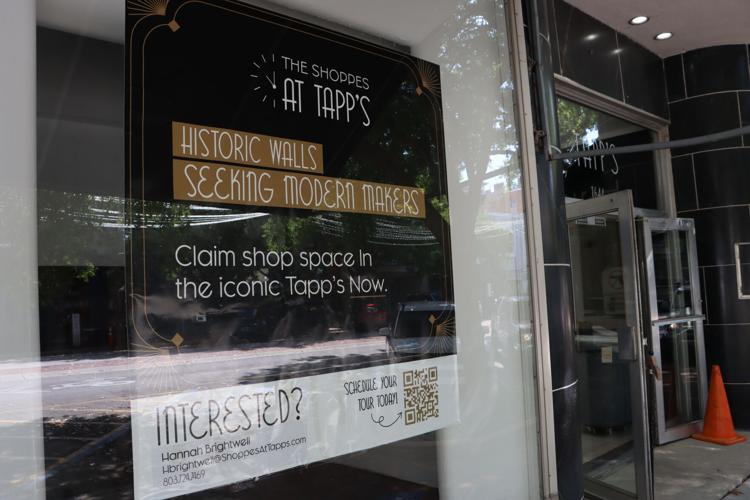 THE SHOPPES
AT TAPP'S
HISTORIC WALLS
SEEKING MODERN MAKERS
Claim shop space In
the iconic Tapp's Now.
INTERESTED?
SCHEDULE YOUR
TOUR TODAY!
Hannah Brightwell
Hbrightwell@ShoppesAtTapps.com
TAPP'S
1644